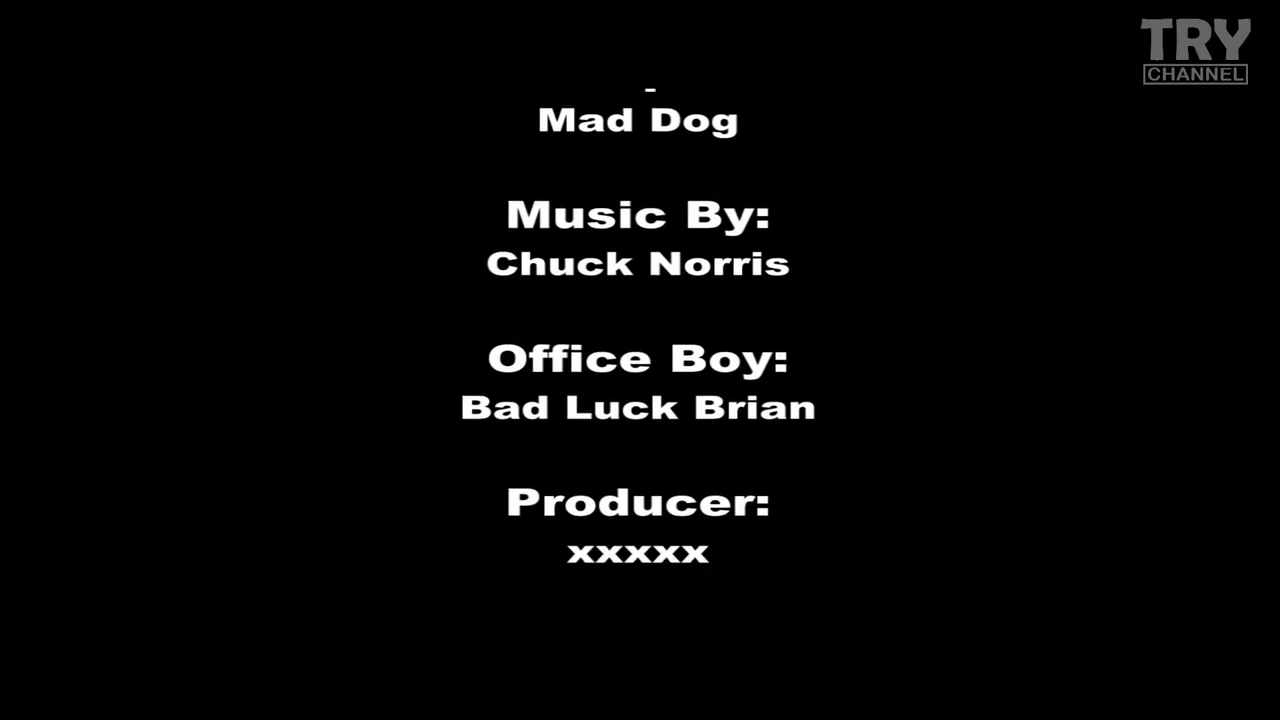 TRY
CHANNEL
-
Mad Dog
Music By:
Chuck Norris
Office Boy:
Bad Luck Brian
Producer:
xxxxx